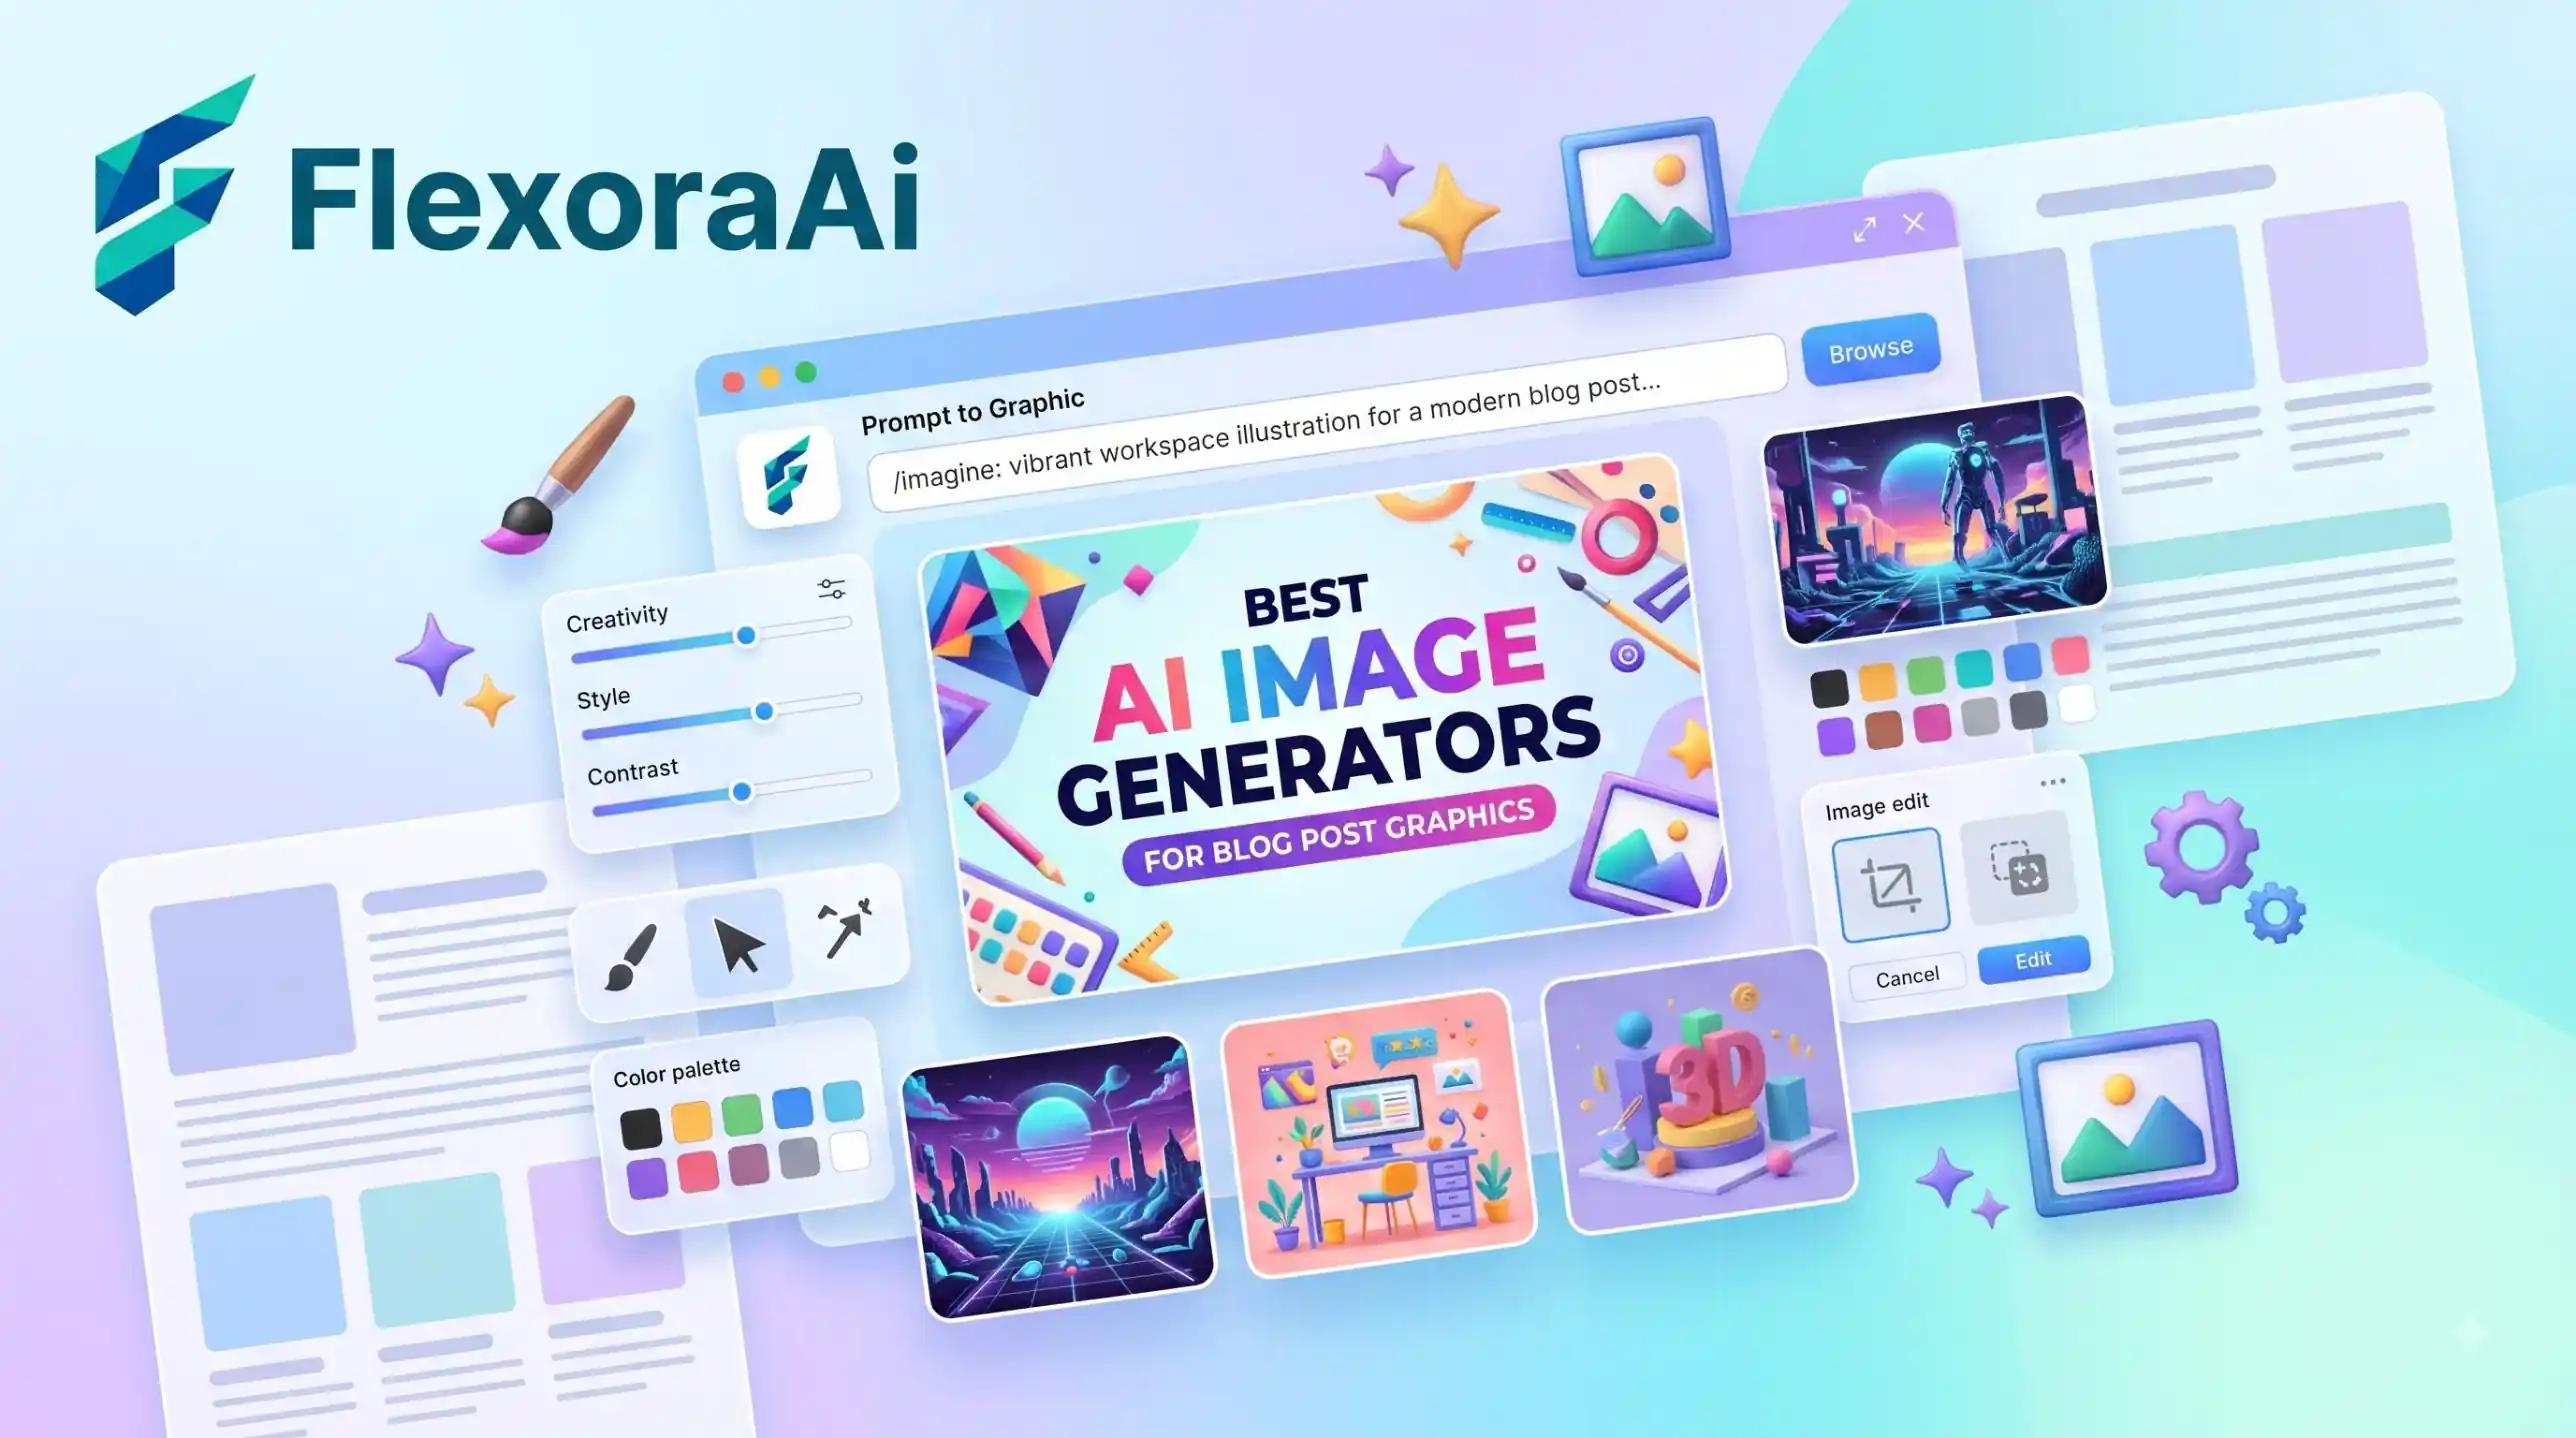 FlexoraAi
Prompt to Graphic
/imagine: vibrant workspace illustration for a modern blog post...
Browse
Creativity
Style
Contrast
BEST
AI IMAGE
GENERATORS
FOR BLOG POST GRAPHICS
Image edit
Cancel
Edit
Color palette
3D